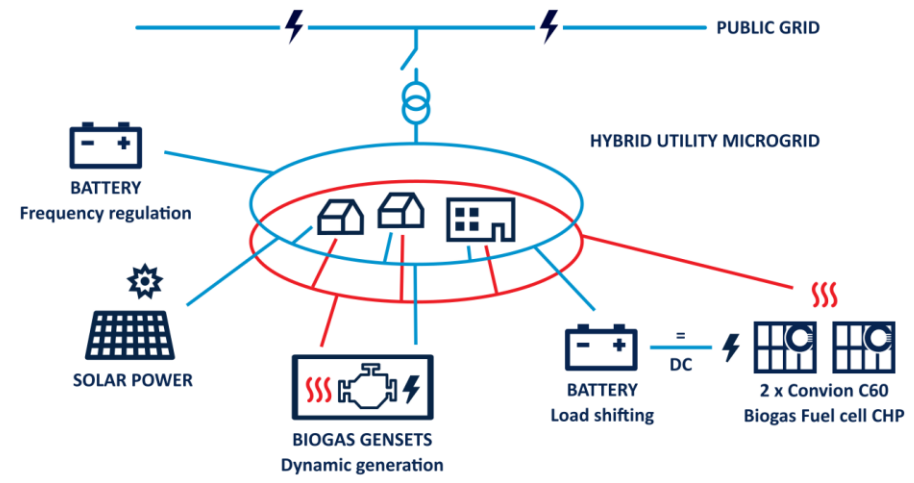 PUBLIC GRID
HYBRID UTILITY MICROGRID
- +
BATTERY
Frequency regulation
SOLAR POWER
BIOGAS GENSETS
Dynamic generation
- +
BATTERY
Load shifting
=
DC
2 x Convion C60
Biogas Fuel cell CHP